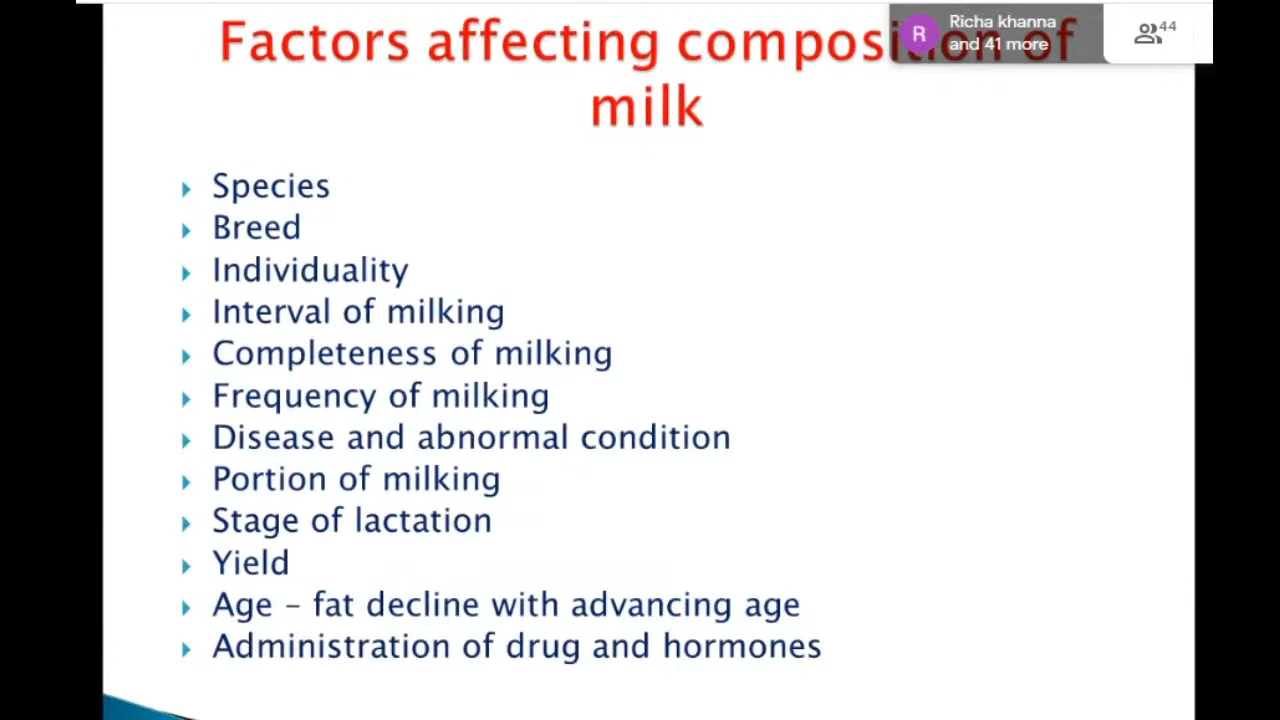 Factors affecting composition of
milk
Richa khanna
and 41 more
R
44
Species
Breed
Individuality
Interval of milking
Completeness of milking
Frequency of milking
Disease and abnormal condition
Portion of milking
Stage of lactation
Yield
Age – fat decline with advancing age
Administration of drug and hormones